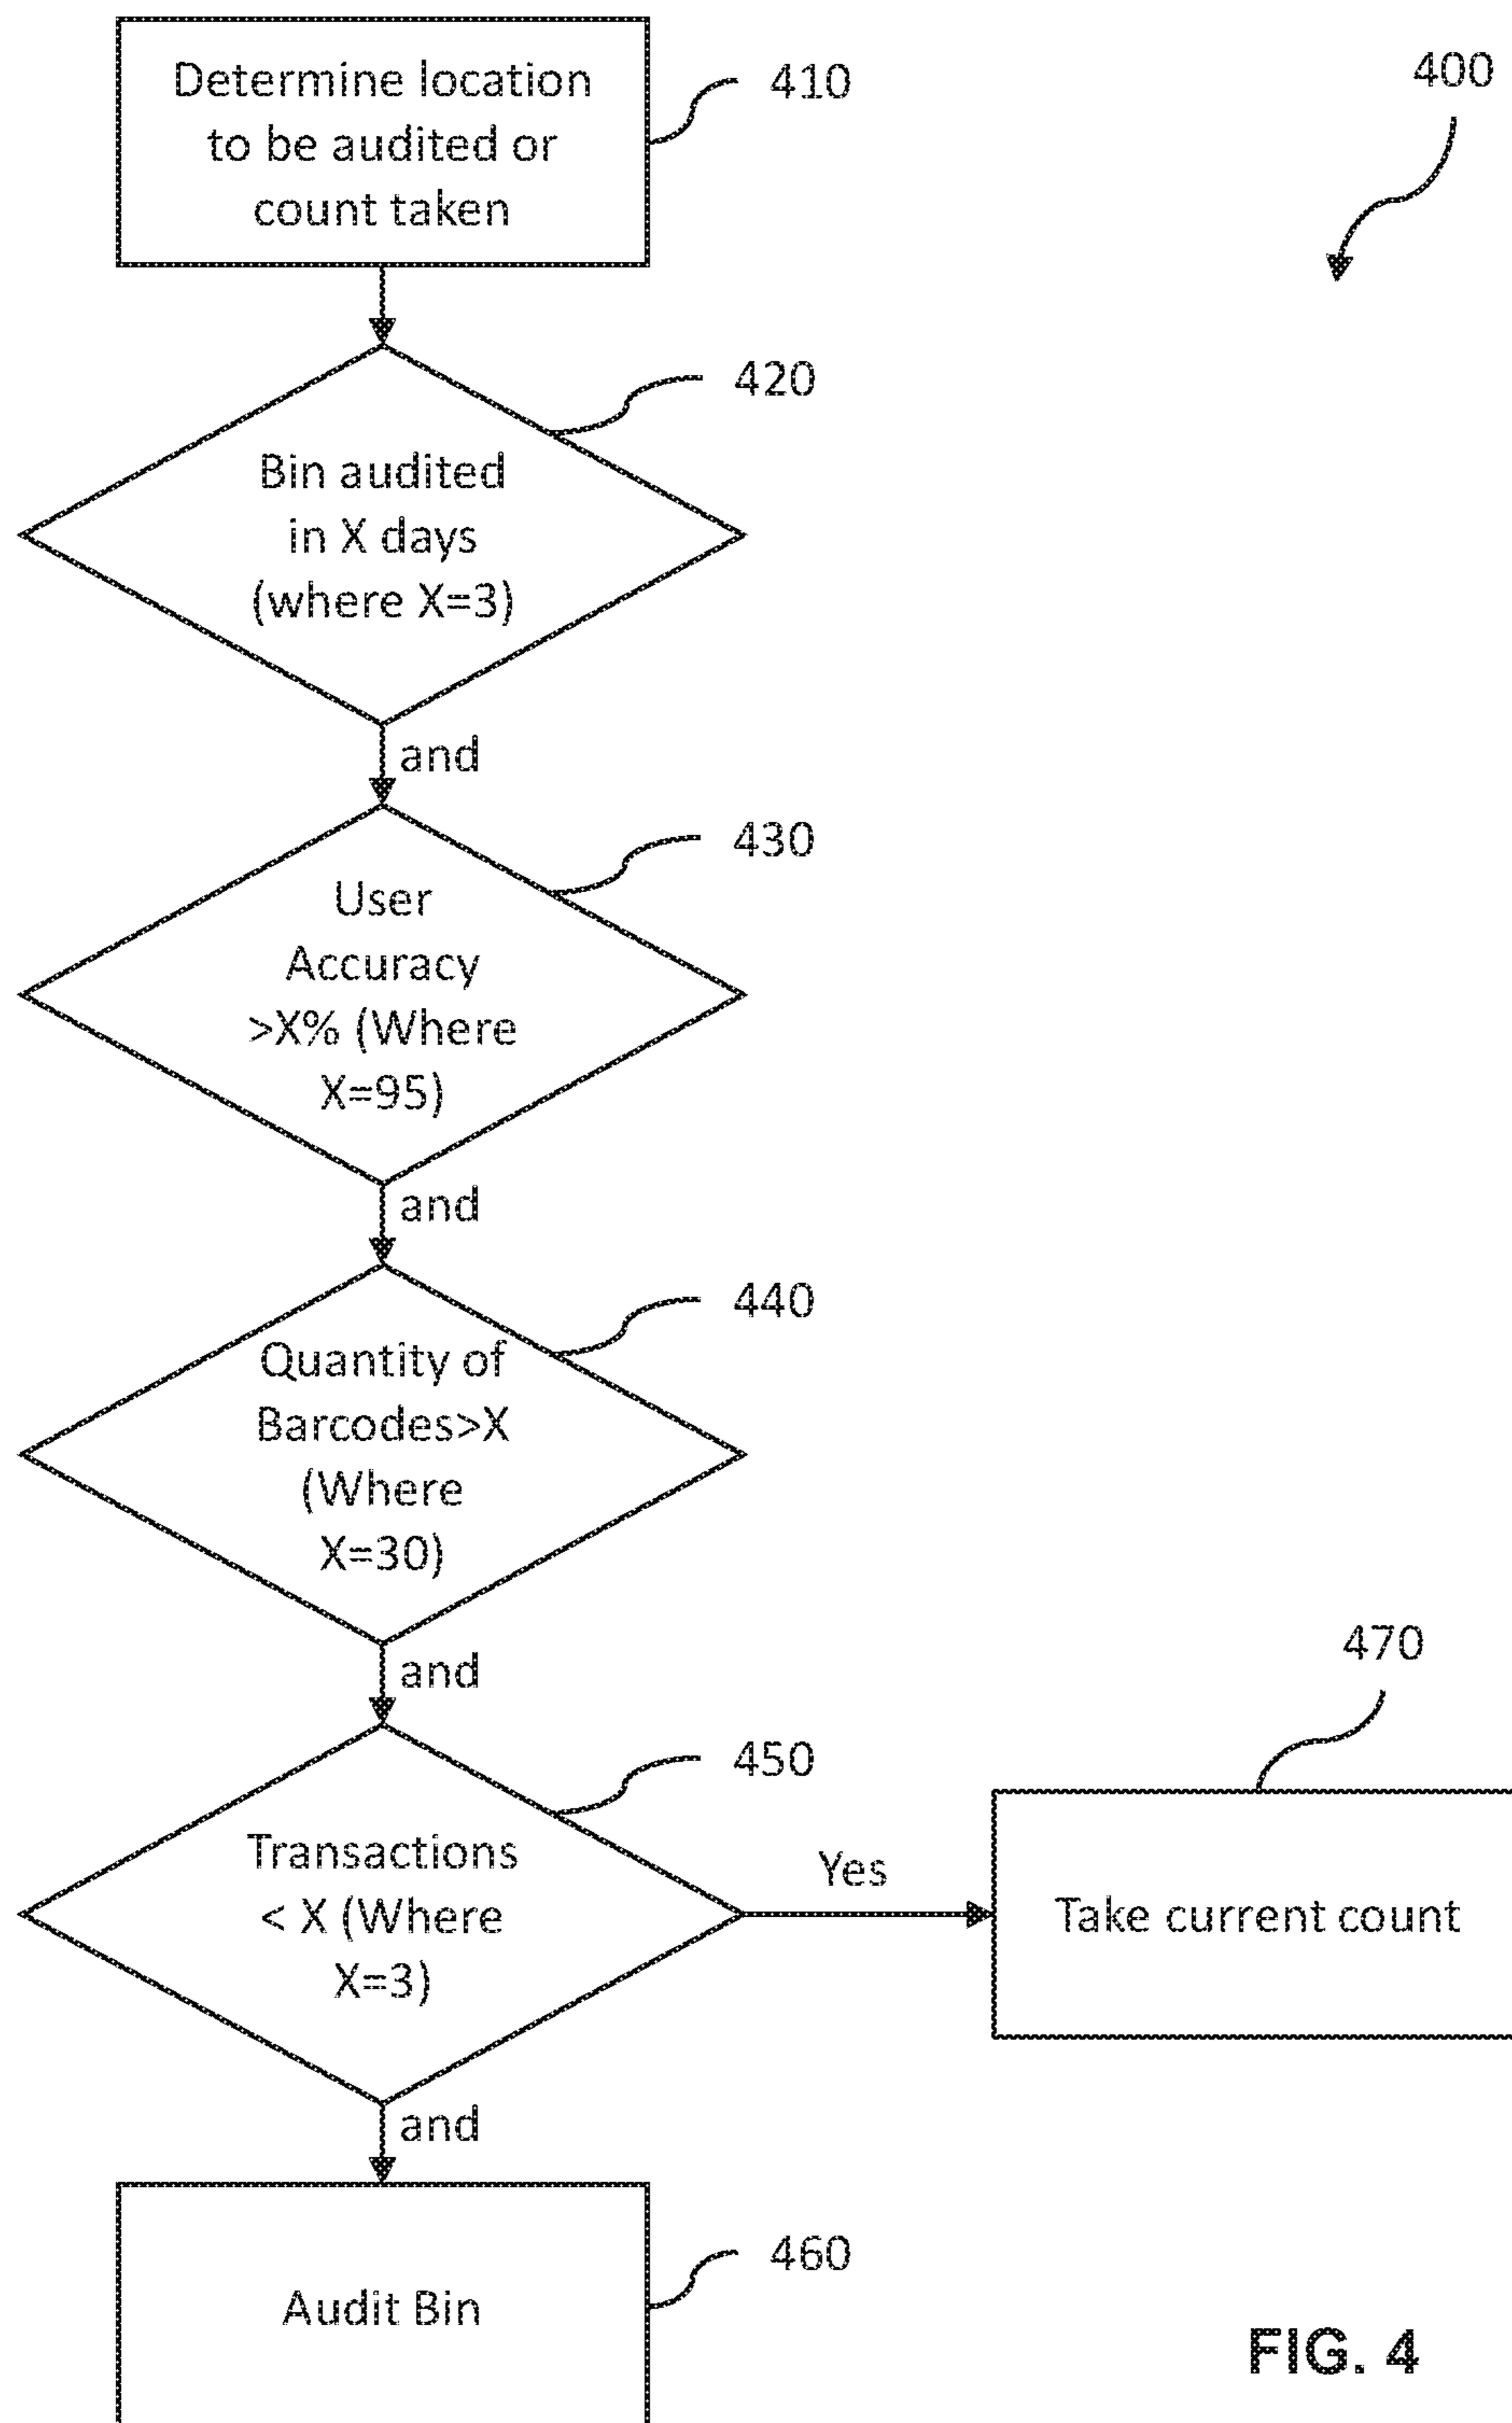 Determine location
to be audited or
count taken
410
400
420
Bin audited
in X days
(where X=3)
and
430
User
Accuracy
>X% (Where
X=95)
and
440
Quantity of
Barcodes>X
(Where
X=30)
and
470
450
Transactions
< X (Where
X=3)
Yes
Take current count
and
460
Audit Bin
FIG. 4